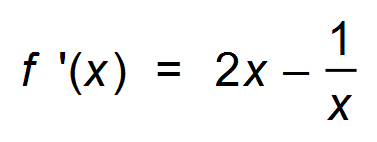 f '(x) = 2x – 1/x